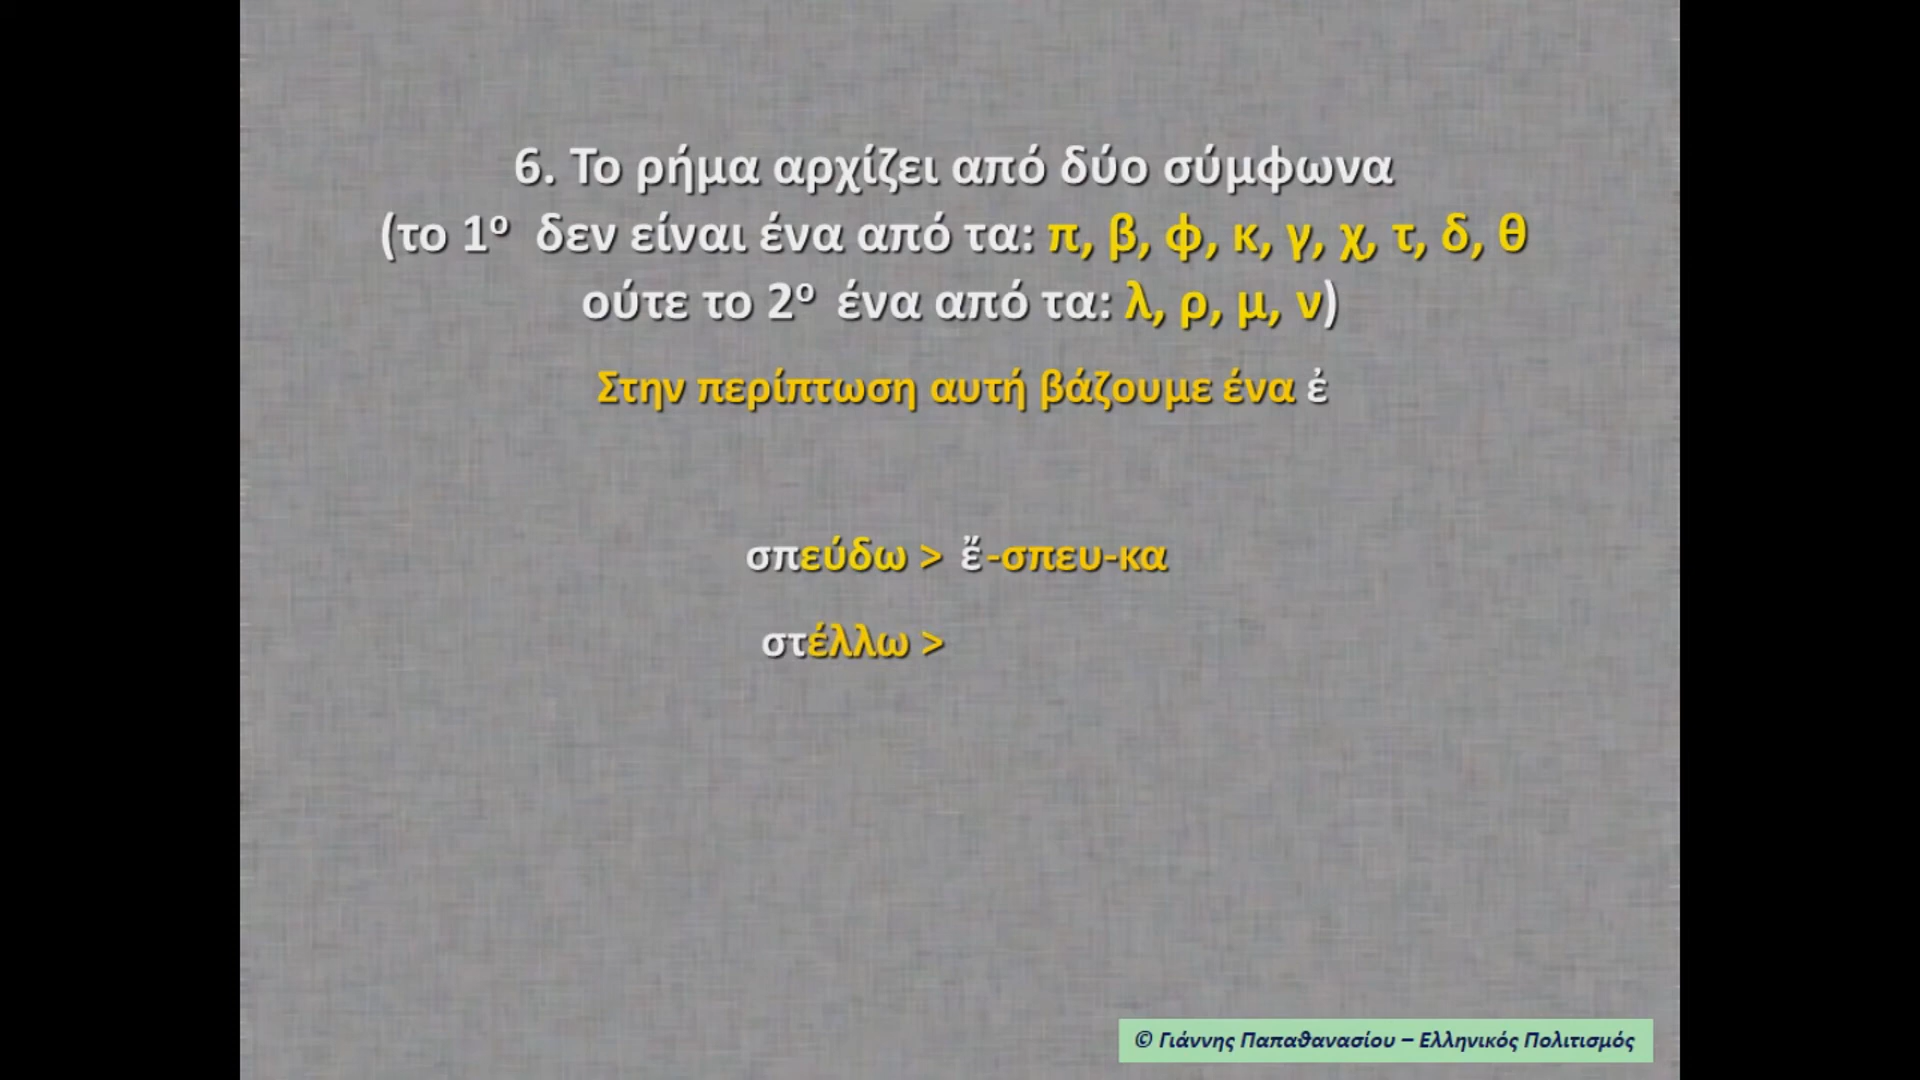 6. Το ρήμα αρχίζει από δύο σύμφωνα
(το 1ο δεν είναι ένα από τα: π, β, φ, κ, γ, χ, τ, δ, θ
ούτε το 2ο ένα από τα: λ, ρ, μ, ν)
Στην περίπτωση αυτή βάζουμε ένα ἐ
σπεύδω > ἔ-σπευ-κα
στέλλω >
© Γιάννης Παπαθανασίου – Ελληνικός Πολιτισμός